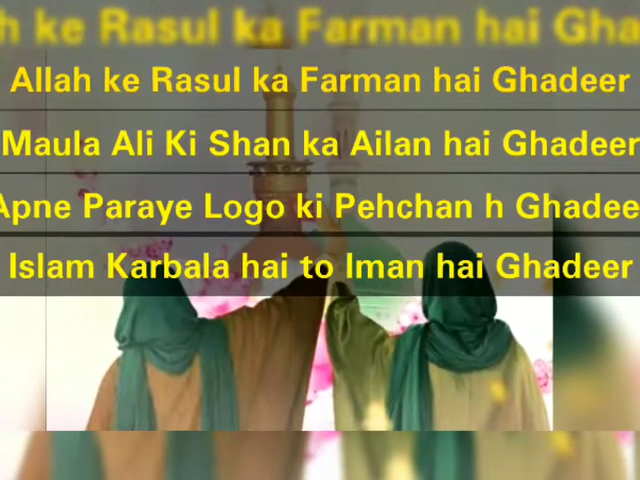 Allah ke Rasul ka Farman hai Ghadeer
Maula Ali Ki Shan ka Ailan hai Ghadeer
Apne Paraye Logo ki Pehchan h Ghadeer
Islam Karbala hai to Iman hai Ghadeer